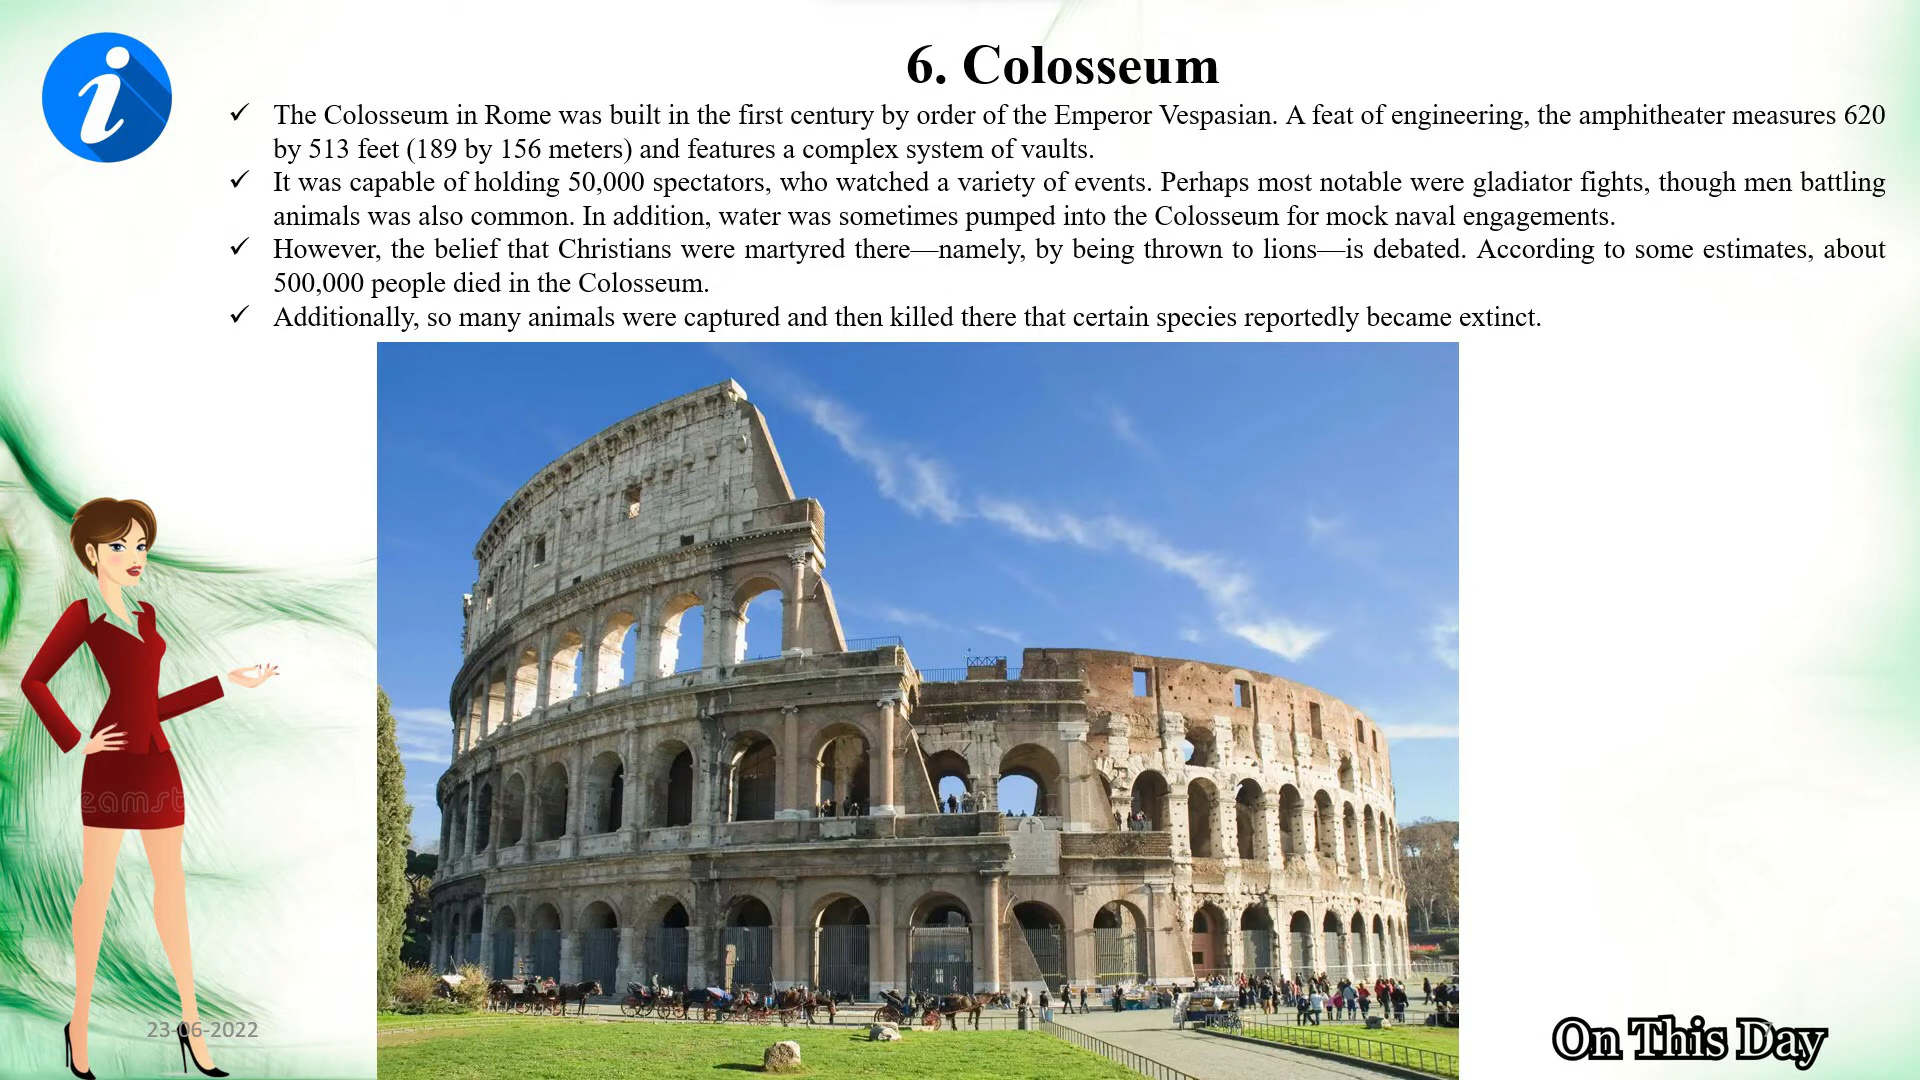 6. Colosseum
✓ The Colosseum in Rome was built in the first century by order of the Emperor Vespasian. A feat of engineering, the amphitheater measures 620
by 513 feet (189 by 156 meters) and features a complex system of vaults.
✓ It was capable of holding 50,000 spectators, who watched a variety of events. Perhaps most notable were gladiator fights, though men battling
animals was also common. In addition, water was sometimes pumped into the Colosseum for mock naval engagements.
✓ However, the belief that Christians were martyred there—namely, by being thrown to lions—is debated. According to some estimates, about
500,000 people died in the Colosseum.
✓ Additionally, so many animals were captured and then killed there that certain species reportedly became extinct.
eamst
23-06-2022
On This Day